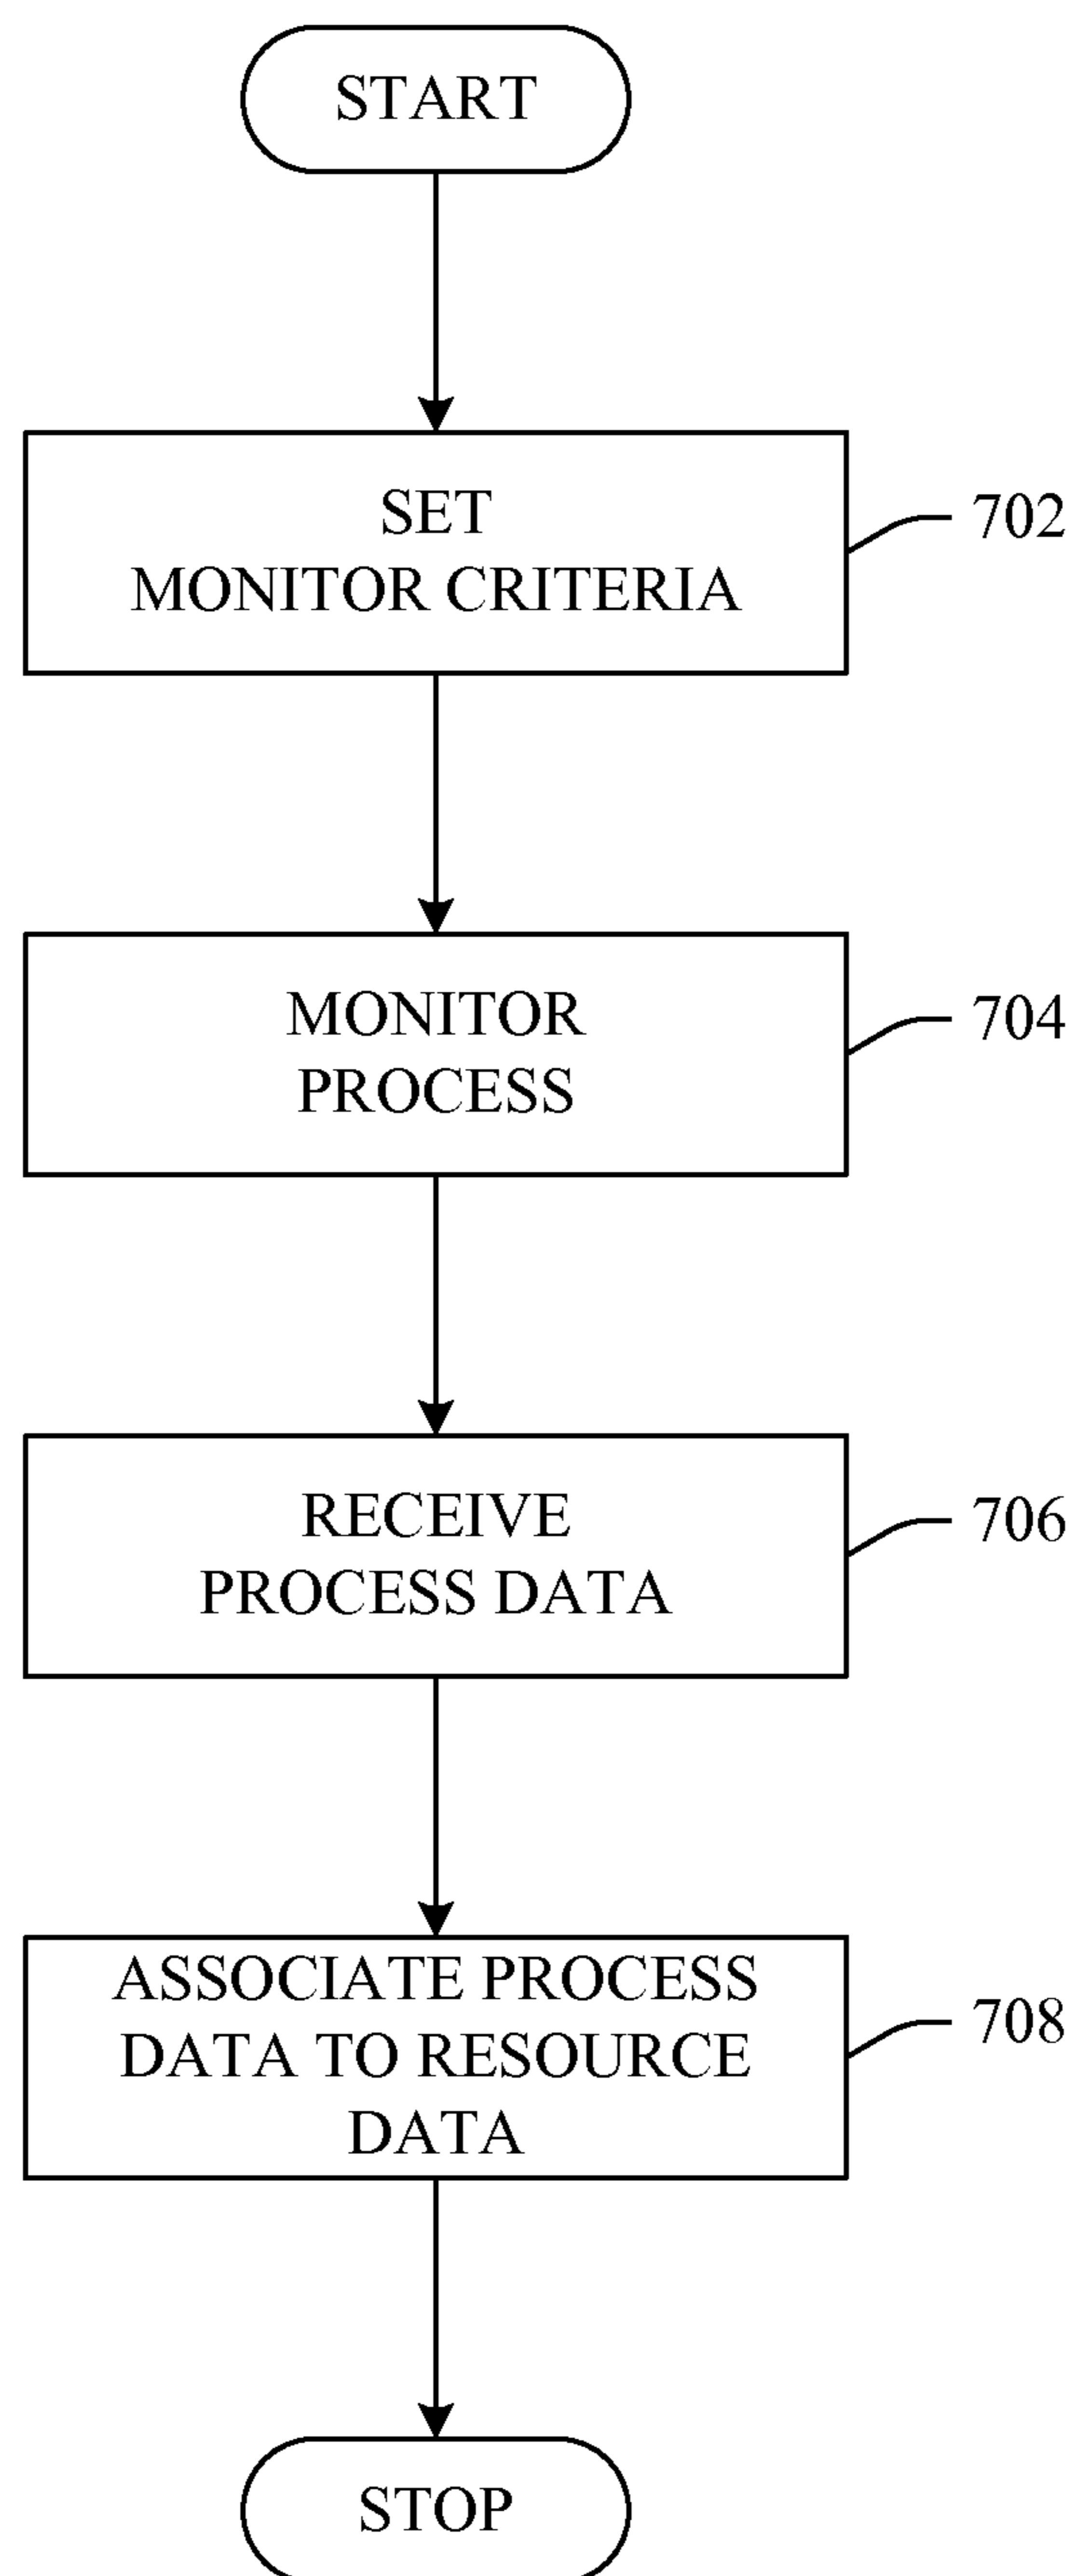 START
SET
MONITOR CRITERIA
702
MONITOR
PROCESS
704
RECEIVE
PROCESS DATA
706
ASSOCIATE PROCESS
DATA TO RESOURCE
DATA
708
STOP